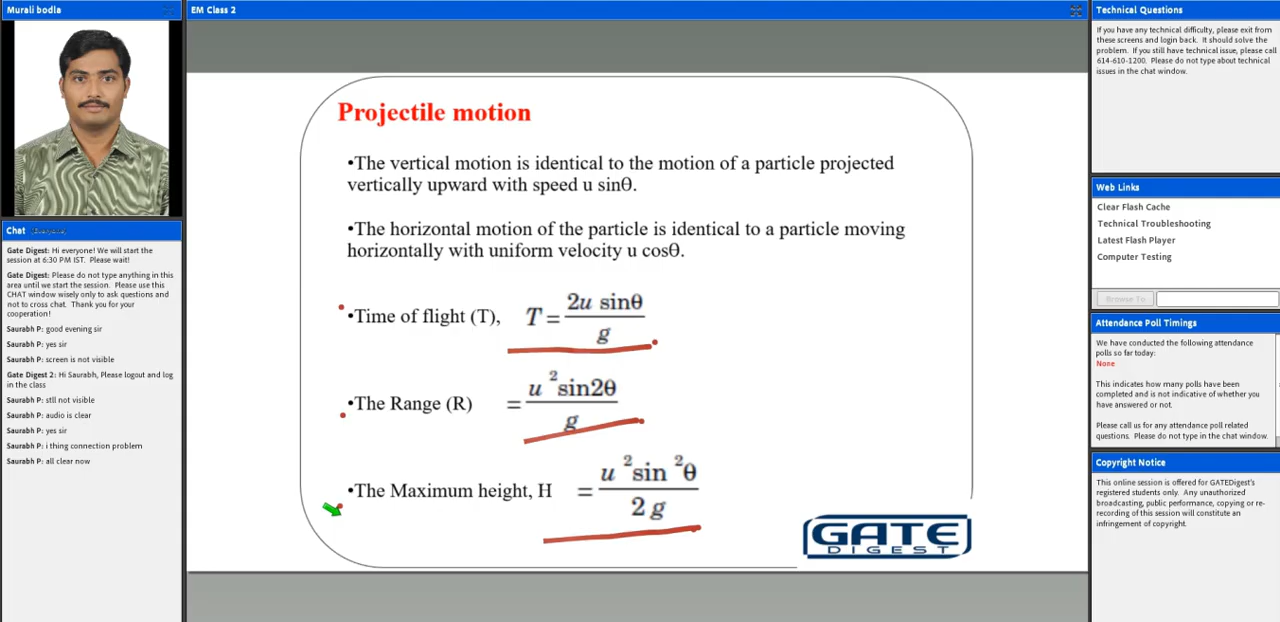 Murali bodla
EM Class 2
Technical Questions
If you have any technical difficulty, please exit from
these screens and login back. It should solve the
problem. If you still have technical issue, please call
614-610-1200. Please do not type about technical
issues in the chat window.
Projectile motion
•The vertical motion is identical to the motion of a particle projected
vertically upward with speed u sinθ.
•The horizontal motion of the particle is identical to a particle moving
horizontally with uniform velocity u cosθ.
•Time of flight (T), T = 2u sinθ / g
•The Range (R) = u ²sin2θ / g
•The Maximum height, H = u ²sin ²θ / 2 g
GATE
DIGEST
Chat (Everyone)
Gate Digest: Hi everyone! We will start the
session at 6:30 PM IST. Please wait!
Gate Digest: Please do not type anything in this
area until we start the session. Please use this
CHAT window wisely only to ask questions and
not to cross chat. Thank you for your
cooperation!
Saurabh P: good evening sir
Saurabh P: yes sir
Saurabh P: screen is not visible
Gate Digest 2: Hi Saurabh, Please logout and log
in the class
Saurabh P: stll not visible
Saurabh P: audio is clear
Saurabh P: yes sir
Saurabh P: i thing connection problem
Saurabh P: all clear now
Web Links
Clear Flash Cache
Technical Troubleshooting
Latest Flash Player
Computer Testing
Browse To
Attendance Poll Timings
We have conducted the following attendance
polls so far today:
None
This indicates how many polls have been
completed and is not indicative of whether you
have answered or not.
Please call us for any attendance poll related
questions. Please do not type in the chat window.
Copyright Notice
This online session is offered for GATEDigest's
registered students only. Any unauthorized
broadcasting, public performance, copying or re-
recording of this session will constitute an
infringement of copyright.